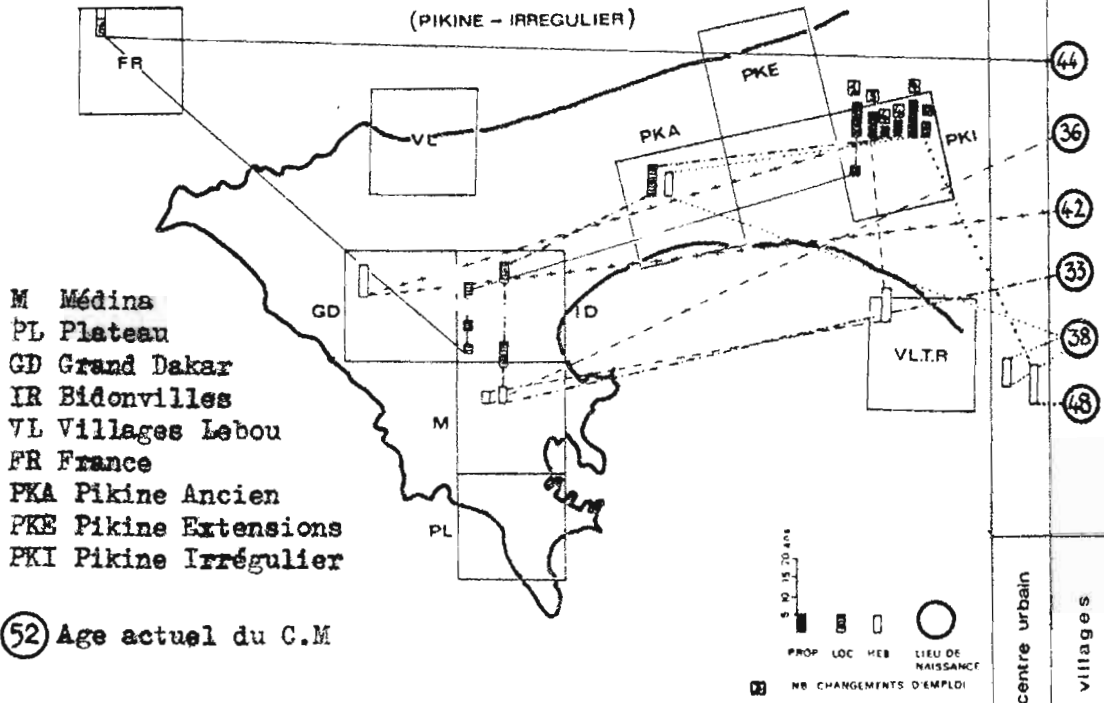 (PIKINE – IRREGULIER)
FR
VL
PKE
PKA
PKI
44
36
42
33
38
48
GD
ID
M
PL
VL.T.R
M Médina
PL Plateau
GD Grand Dakar
IR Bidonvilles
VL Villages Lebou
FR France
PKA Pikine Ancien
PKE Pikine Extensions
PKI Pikine Irrégulier
52 Age actuel du C.M
5 10 15 20 ans
PROP LOC HEB LIEU DE
NAISSANCE
NB CHANGEMENTS D'EMPLOI
centre urbain
villages